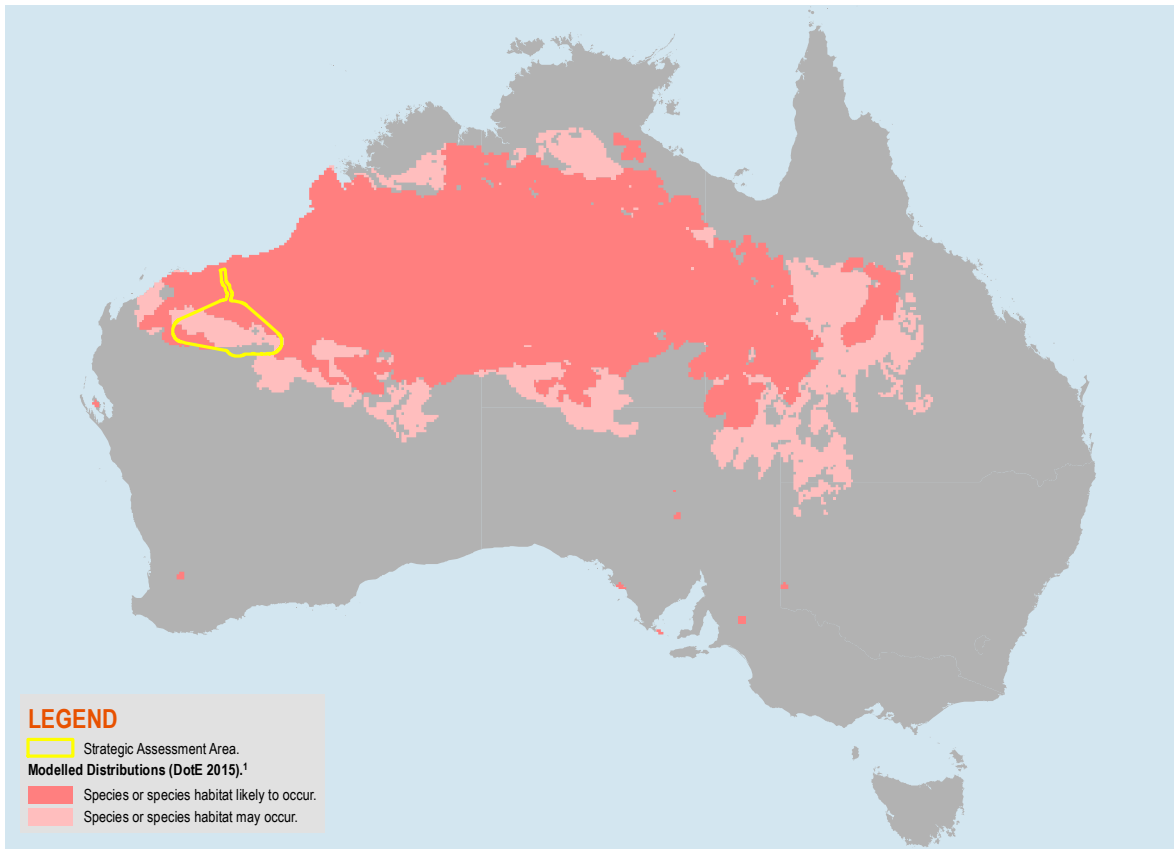 LEGEND
Strategic Assessment Area.
Modelled Distributions (DotE 2015).¹
Species or species habitat likely to occur.
Species or species habitat may occur.